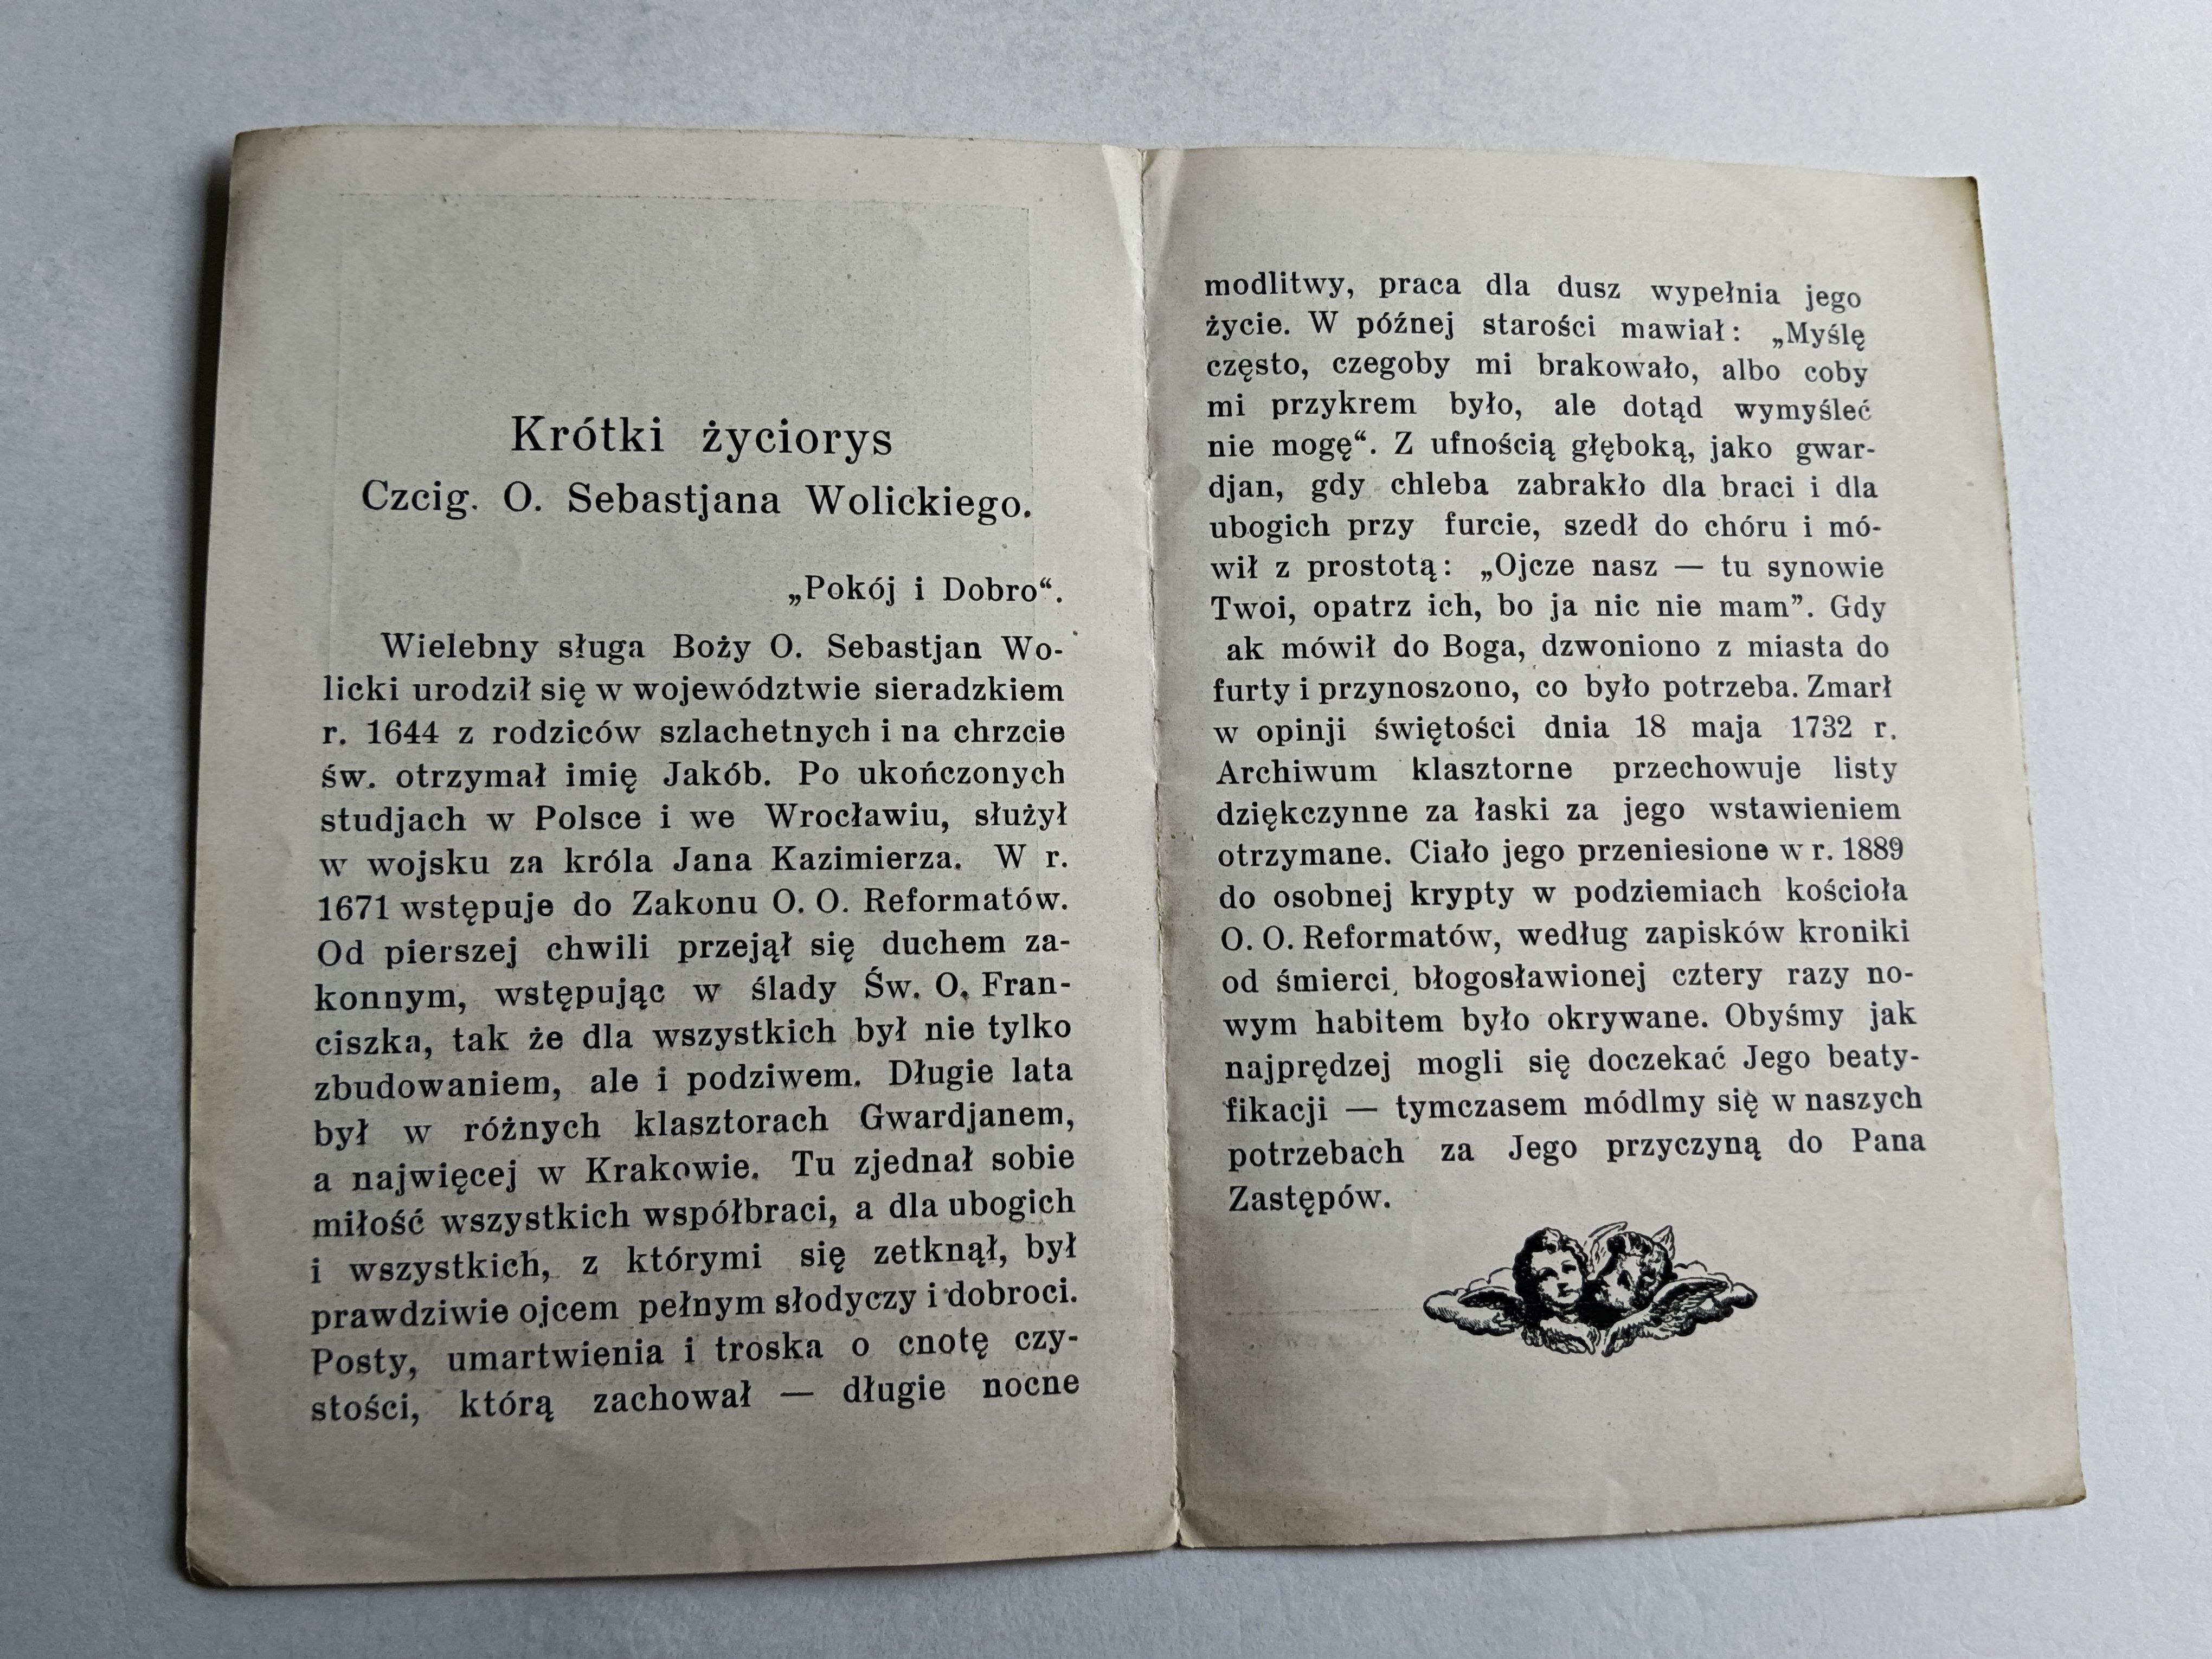 Krótki życiorys
Czcig. O. Sebastjana Wolickiego.
„Pokój i Dobro“.
Wielebny sługa Boży O. Sebastjan Wo-
licki urodził się w województwie sieradzkiem
r. 1644 z rodziców szlachetnych i na chrzcie
św. otrzymał imię Jakób. Po ukończonych
studjach w Polsce i we Wrocławiu, służył
w wojsku za króla Jana Kazimierza. W r.
1671 wstępuje do Zakonu O. O. Reformatów.
Od pierszej chwili przejął się duchem za-
konnym, wstępując w ślady Św. O. Fran-
ciszka, tak że dla wszystkich był nie tylko
zbudowaniem, ale i podziwem. Długie lata
był w różnych klasztorach Gwardjanem,
a najwięcej w Krakowie. Tu zjednał sobie
miłość wszystkich współbraci, a dla ubogich
i wszystkich, z którymi się zetknął, był
prawdziwie ojcem pełnym słodyczy i dobroci.
Posty, umartwienia i troska o cnotę czy-
stości, którą zachował — długie nocne
modlitwy, praca dla dusz wypełnia jego
życie. W późnej starości mawiał: „Myślę
często, czegoby mi brakowało, albo coby
mi przykrem było, ale dotąd wymyśleć
nie mogę“. Z ufnością głęboką, jako gwar-
djan, gdy chleba zabrakło dla braci i dla
ubogich przy furcie, szedł do chóru i mó-
wił z prostotą: „Ojcze nasz — tu synowie
Twoi, opatrz ich, bo ja nic nie mam”. Gdy
ak mówił do Boga, dzwoniono z miasta do
furty i przynoszono, co było potrzeba. Zmarł
w opinji świętości dnia 18 maja 1732 r.
Archiwum klasztorne przechowuje listy
dziękczynne za łaski za jego wstawieniem
otrzymane. Ciało jego przeniesione w r. 1889
do osobnej krypty w podziemiach kościoła
O. O. Reformatów, według zapisków kroniki
od śmierci, błogosławionej cztery razy no-
wym habitem było okrywane. Obyśmy jak
najprędzej mogli się doczekać Jego beaty-
fikacji — tymczasem módlmy się w naszych
potrzebach za Jego przyczyną do Pana
Zastępów.